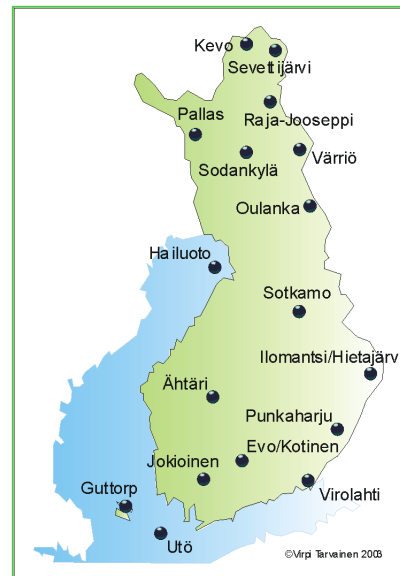 Kevo
Sevettijärvi
Raja-Jooseppi
Pallas
Värriö
Sodankylä
Oulanka
Hailuoto
Sotkamo
Ilomantsi/Hietajärv
Ähtäri
Punkaharju
Evo/Kotinen
Jokioinen
Guttorp
Virolahti
Utö
©Virpi Tarvainen 2003